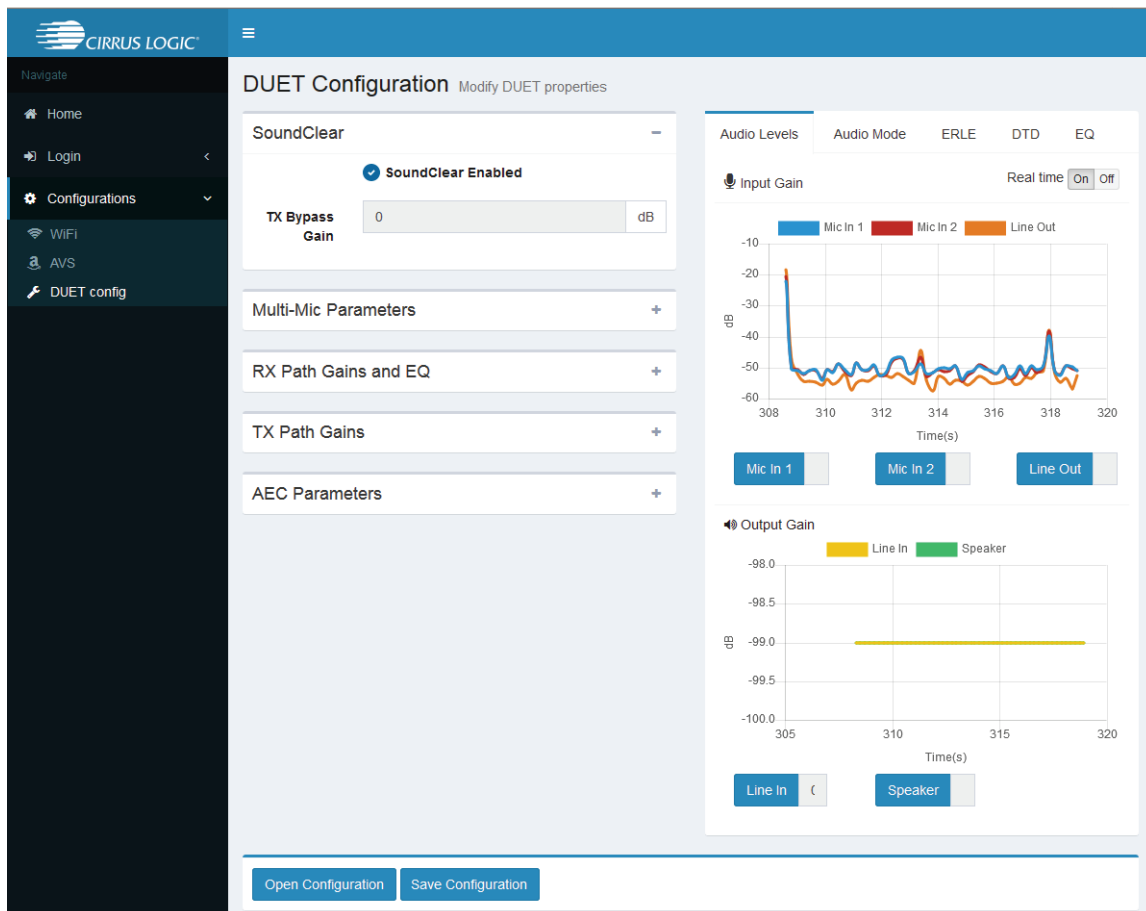 CIRRUS LOGIC®
Navigate
Home
Login
Configurations
WiFi
AVS
DUET config
DUET Configuration Modify DUET properties
SoundClear
SoundClear Enabled
TX Bypass Gain
0
dB
Multi-Mic Parameters
RX Path Gains and EQ
TX Path Gains
AEC Parameters
Audio Levels Audio Mode ERLE DTD EQ
Input Gain
Real time On Off
Mic In 1 Mic In 2 Line Out
-10
-20
-30
-40
-50
-60
dB
308 310 312 314 316 318 320
Time(s)
Mic In 1 Mic In 2 Line Out
Output Gain
Line In Speaker
-98.0
-98.5
-99.0
-99.5
-100.0
dB
305 310 315 320
Time(s)
Line In Speaker
Open Configuration Save Configuration